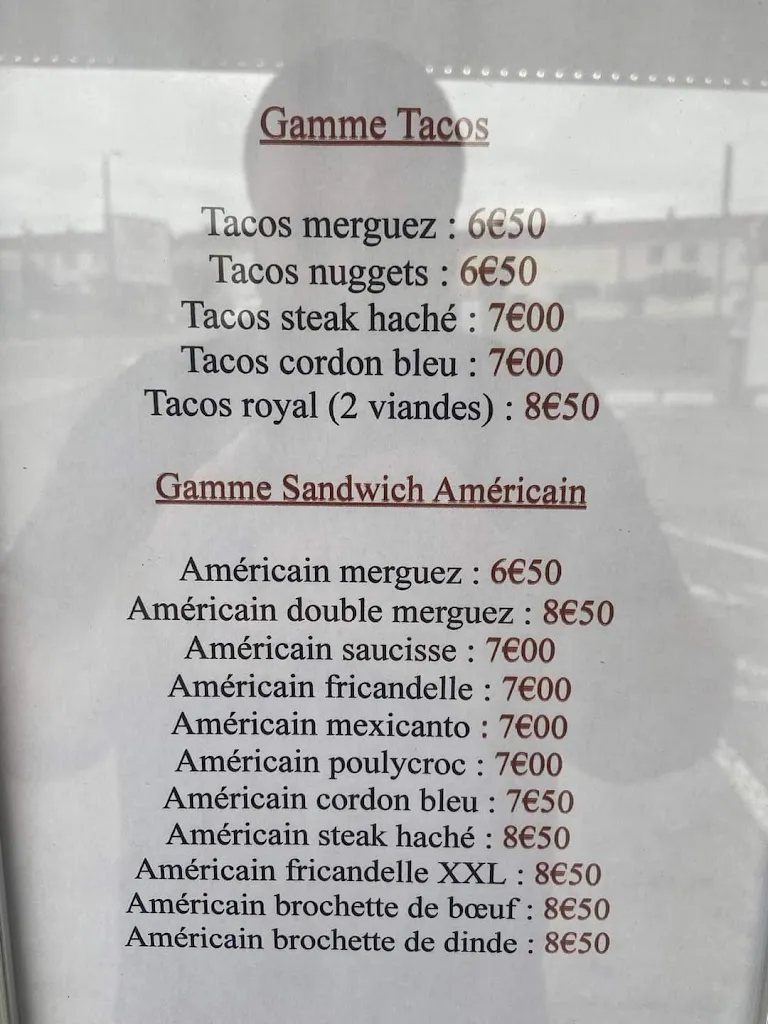 Gamme Tacos
Tacos merguez : 6€50
Tacos nuggets : 6€50
Tacos steak haché : 7€00
Tacos cordon bleu : 7€00
Tacos royal (2 viandes) : 8€50
Gamme Sandwich Américain
Américain merguez : 6€50
Américain double merguez : 8€50
Américain saucisse : 7€00
Américain fricandelle : 7€00
Américain mexicanto : 7€00
Américain poulycroc : 7€00
Américain cordon bleu : 7€50
Américain steak haché : 8€50
Américain fricandelle XXL : 8€50
Américain brochette de bœuf : 8€50
Américain brochette de dinde : 8€50